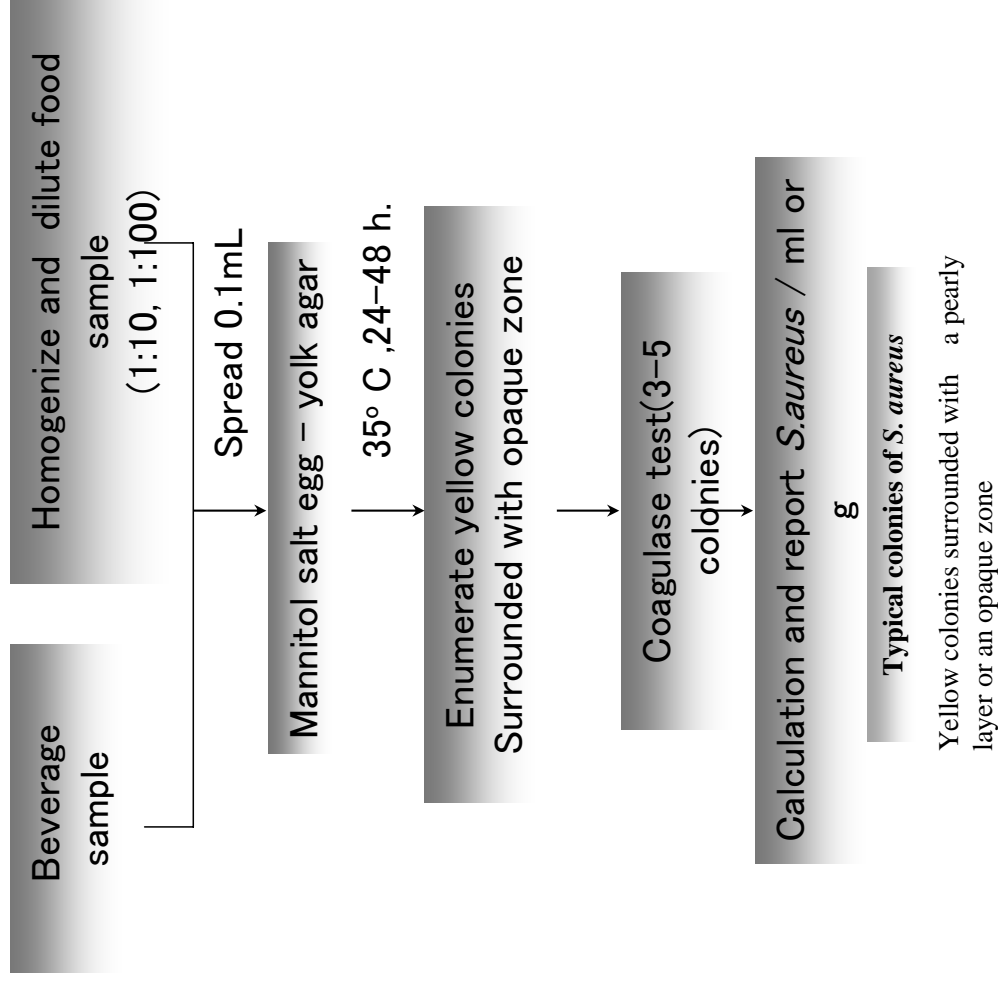 Beverage
sample
Homogenize and dilute food
sample
(1:10, 1:100)
Spread 0.1mL
Mannitol salt egg – yolk agar
35° C ,24–48 h.
Enumerate yellow colonies
Surrounded with opaque zone
Coagulase test(3–5
colonies)
Calculation and report S.aureus / ml or
g
Typical colonies of S. aureus
Yellow colonies surrounded with a pearly
layer or an opaque zone